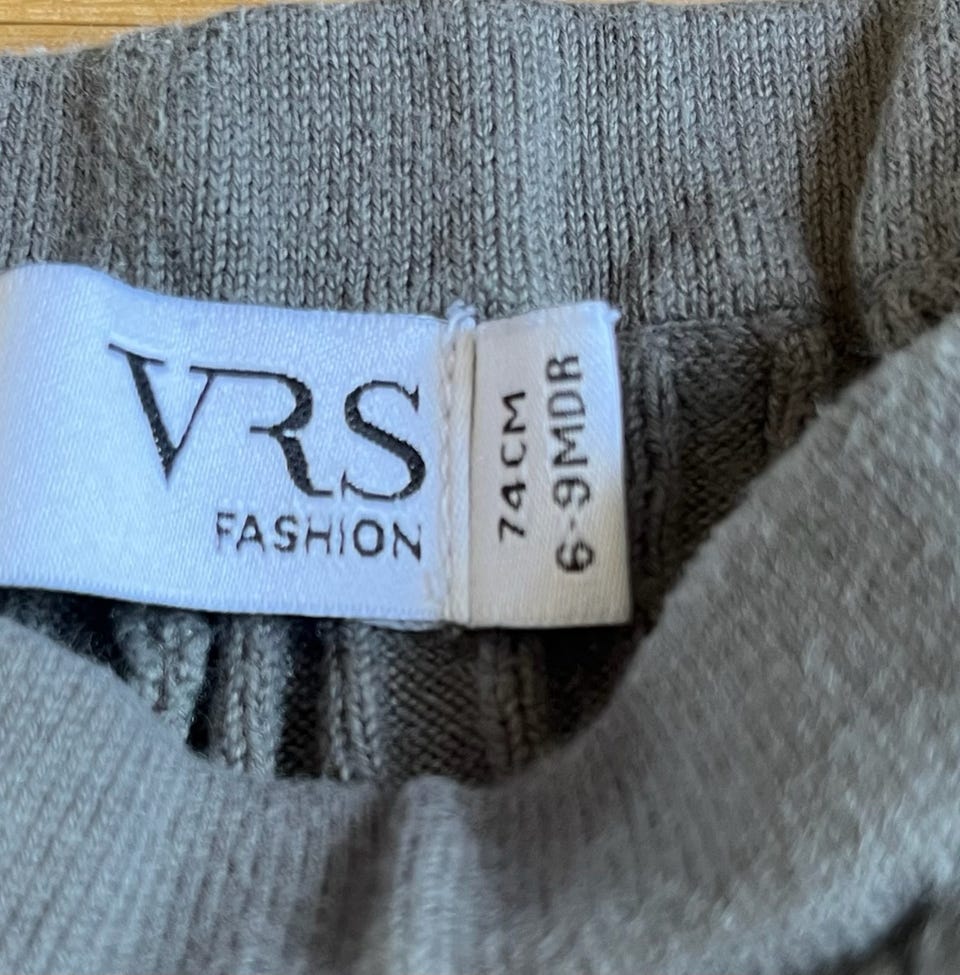 VRS
FASHION
74CM
6-9MDR